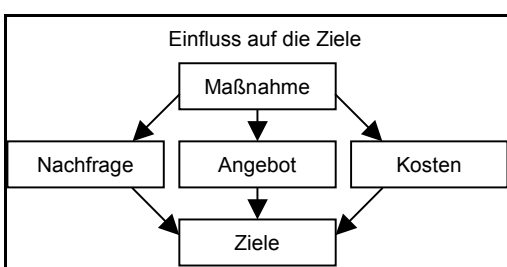 Einfluss auf die Ziele
Maßnahme
Nachfrage Angebot Kosten
Ziele